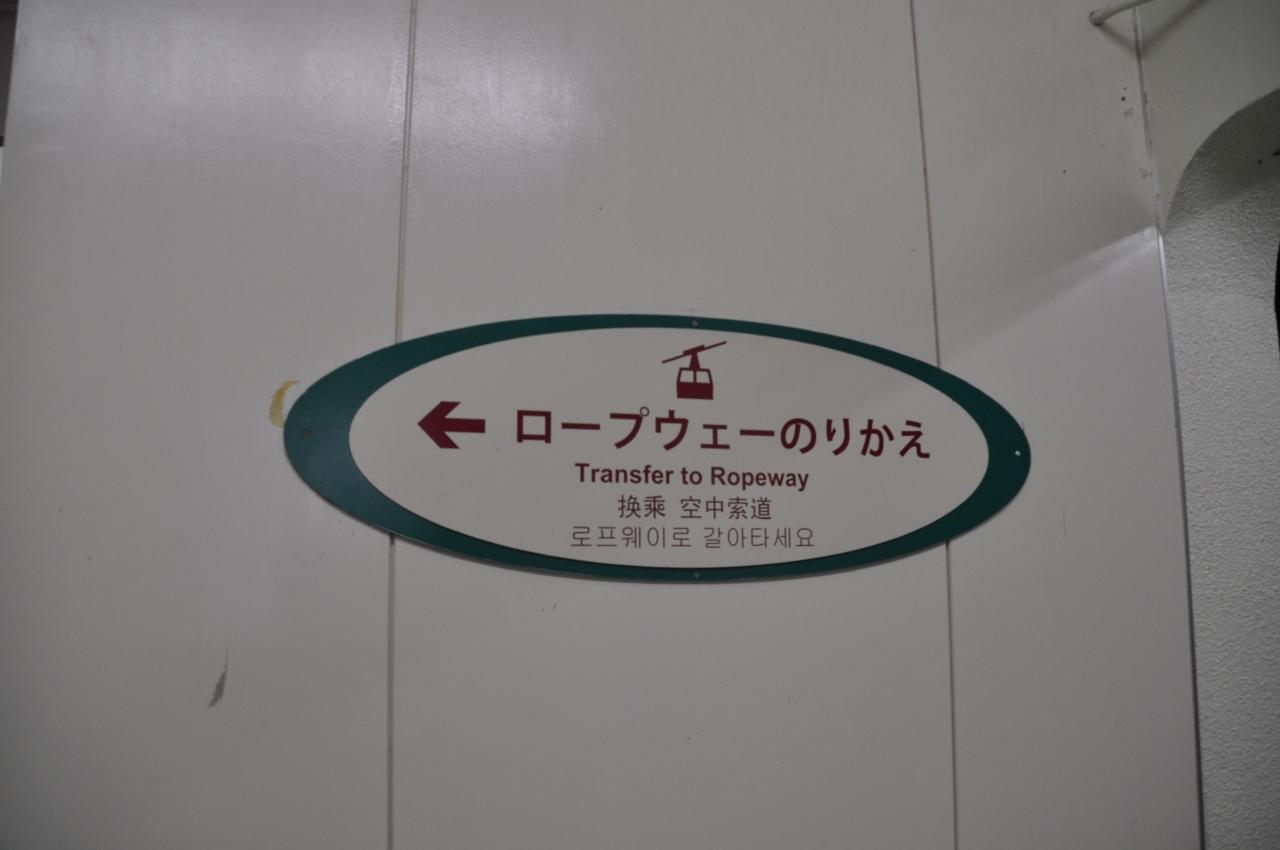 ロープウェーのりかえ
Transfer to Ropeway
换乘 空中索道
로프웨이로 갈아타세요